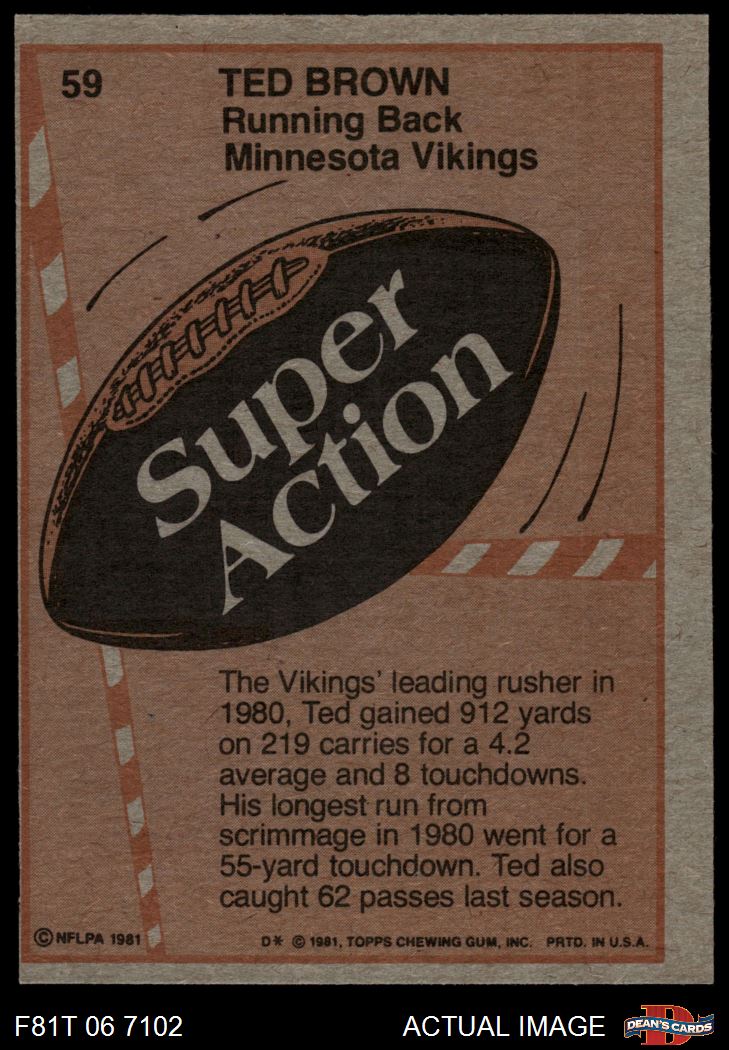 59
TED BROWN
Running Back
Minnesota Vikings
Super
Action
The Vikings' leading rusher in
1980, Ted gained 912 yards
on 219 carries for a 4.2
average and 8 touchdowns.
His longest run from
scrimmage in 1980 went for a
55-yard touchdown. Ted also
caught 62 passes last season.
© NFLPA 1981
D* © 1981, TOPPS CHEWING GUM, INC. PRTD. IN U.S.A.
F81T 06 7102
ACTUAL IMAGE
D
DEAN'S CARDS